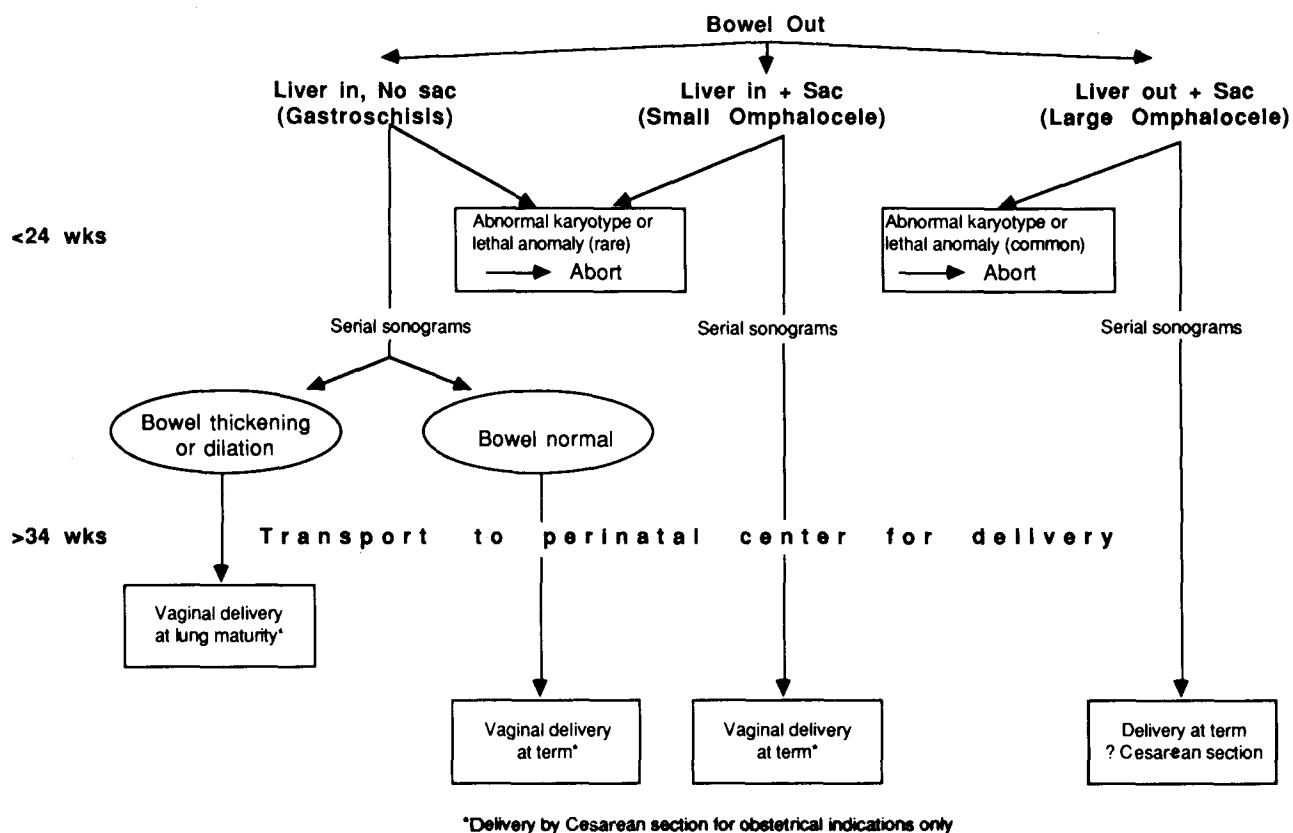 Bowel Out
Liver in, No sac
(Gastroschisis)
Liver in + Sac
(Small Omphalocele)
Liver out + Sac
(Large Omphalocele)
<24 wks
Abnormal karyotype or
lethal anomaly (rare)
Abort
Abnormal karyotype or
lethal anomaly (common)
Abort
Serial sonograms
Serial sonograms
Serial sonograms
Bowel thickening
or dilation
Bowel normal
>34 wks
Transport to perinatal center for delivery
Vaginal delivery
at lung maturity*
Vaginal delivery
at term*
Vaginal delivery
at term*
Delivery at term
? Cesarean section
*Delivery by Cesarean section for obstetrical indications only